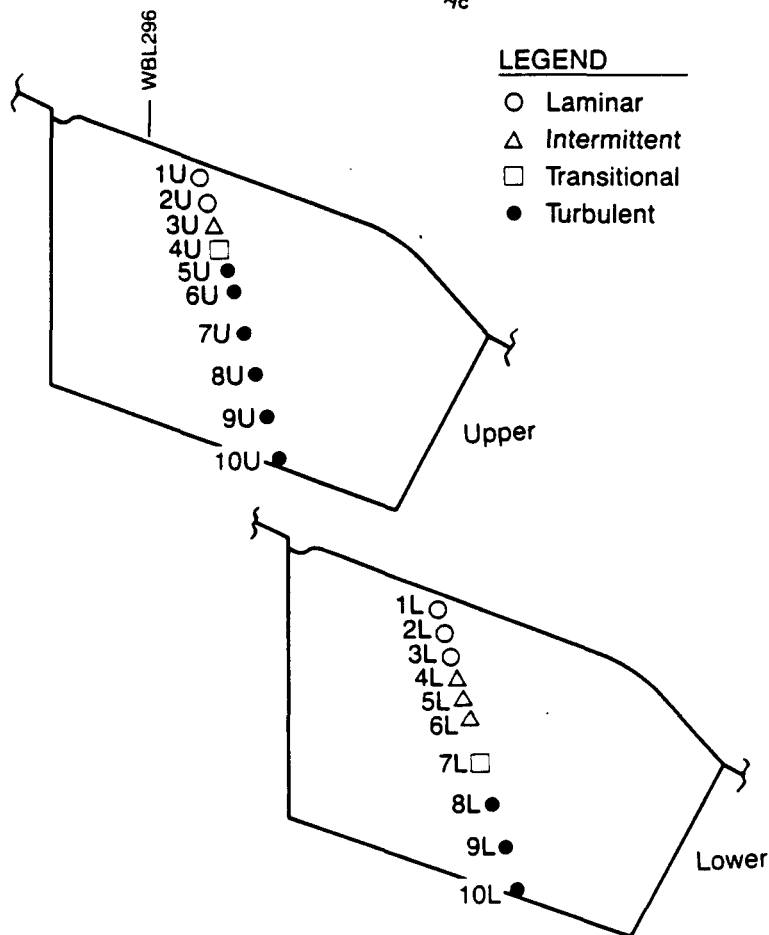 WBL296
LEGEND
Laminar
Intermittent
Transitional
Turbulent
1U
2U
3U
4U
5U
6U
7U
8U
9U
10U
Upper
1L
2L
3L
4L
5L
6L
7L
8L
9L
10L
Lower